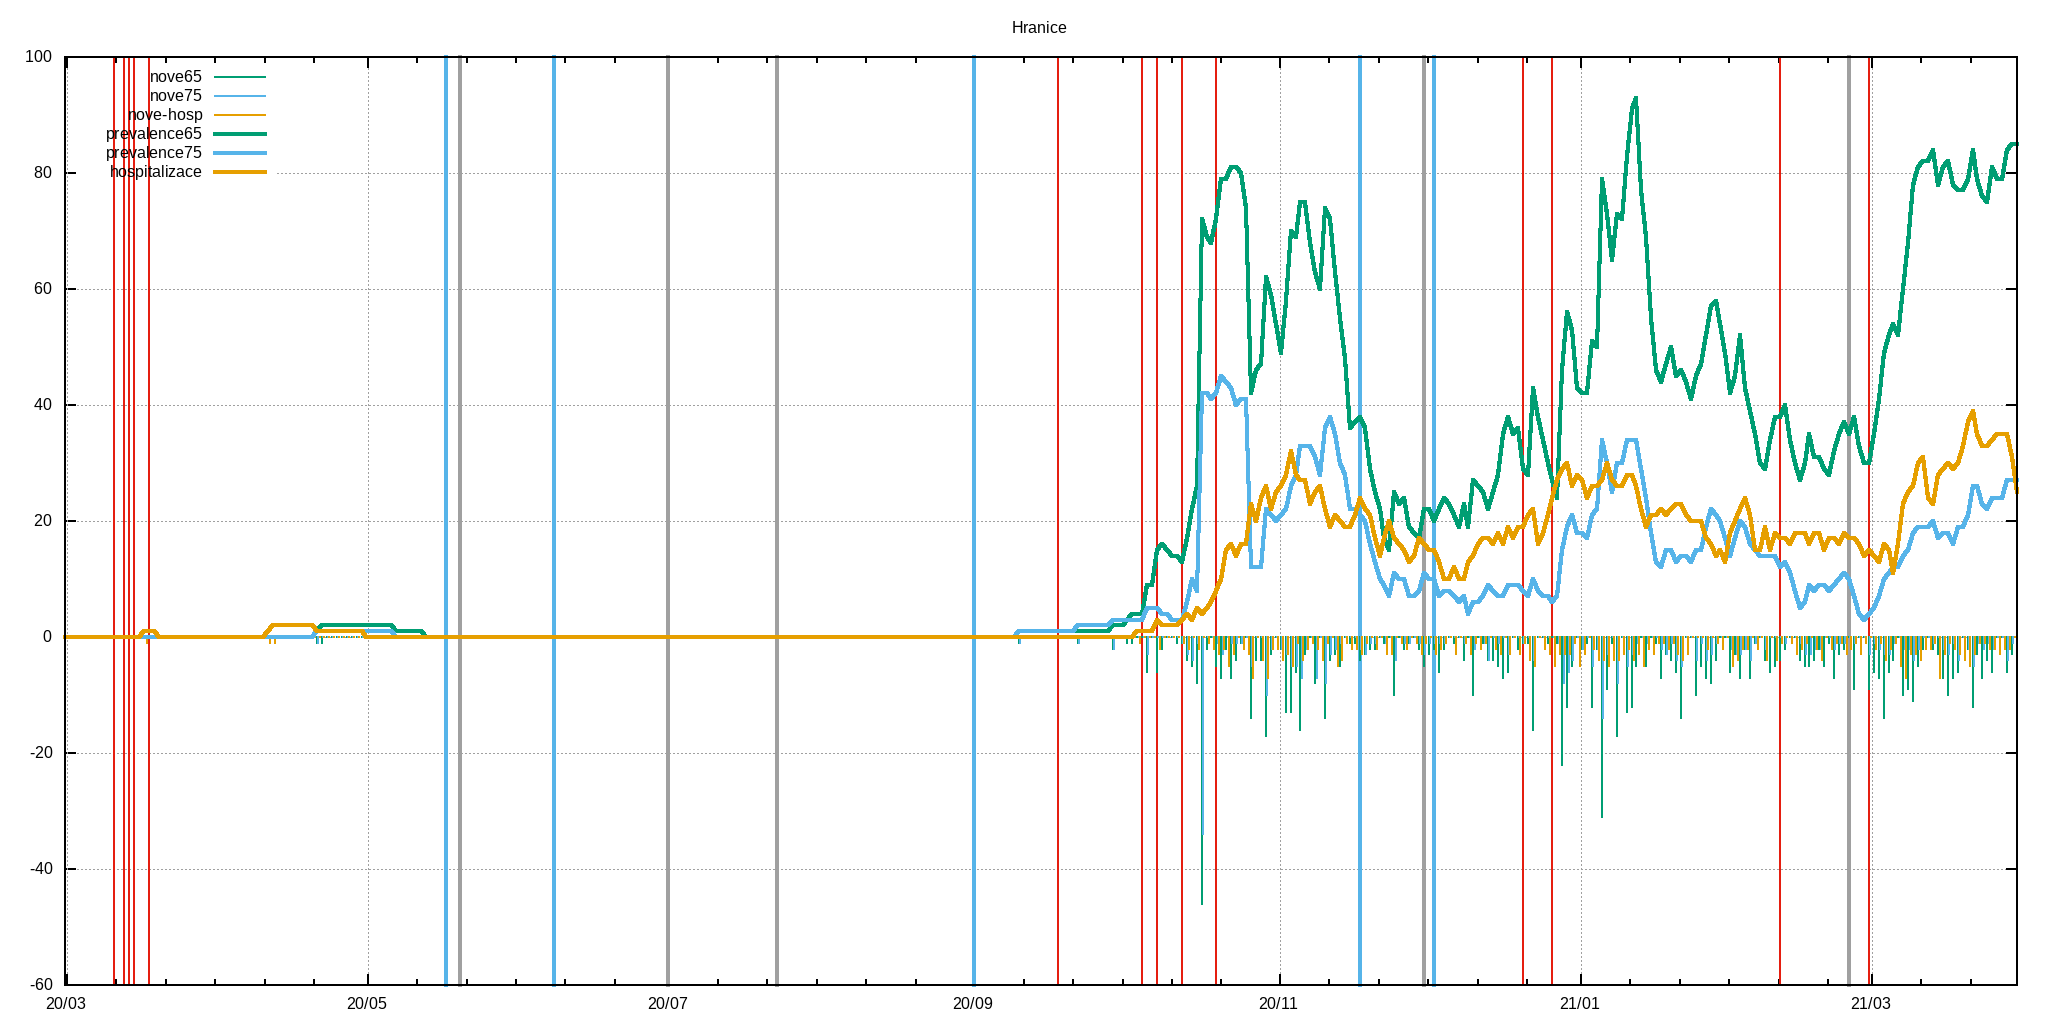 Hranice
100
80
60
40
20
0
-20
-40
-60
nove65
nove75
nove-hosp
prevalence65
prevalence75
hospitalizace
20/03 20/05 20/07 20/09 20/11 21/01 21/03